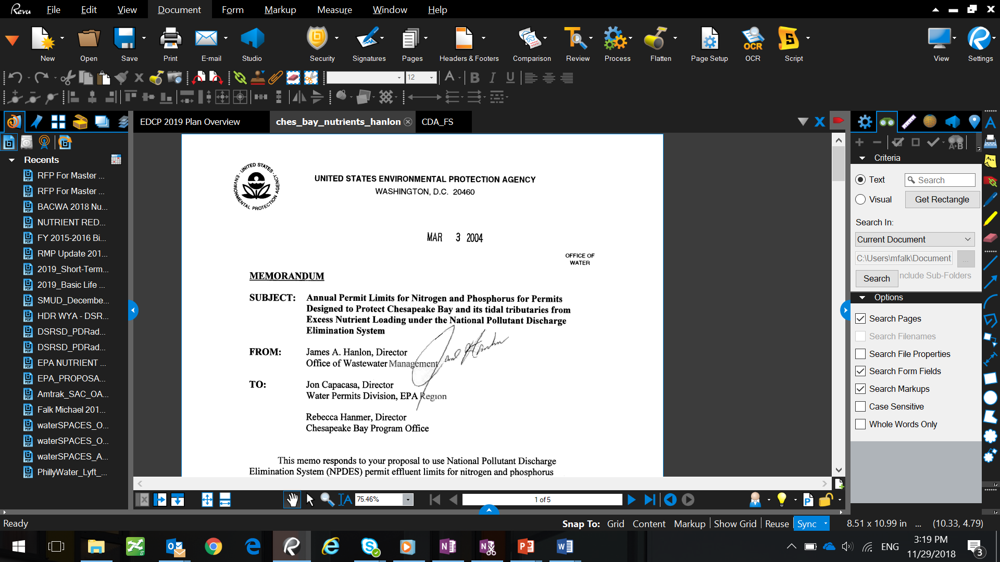 Revu File Edit View Document Form Markup Measure Window Help
New Open Save Print E-mail Studio Security Signatures Pages Headers & Footers Comparison Review Process Flatten Page Setup OCR Script View Settings
12
EDCP 2019 Plan Overview ches_bay_nutrients_hanlon CDA_FS
Recents
RFP For Master ...
RFP For Master ...
BACWA 2018 Nu...
NUTRIENT RED...
FY 2015-2016 Bi...
RMP Update 201...
2019_Short-Term...
2019_Basic Life ...
SMUD_Decembe...
HDR WYA - DSR...
DSRSD_PDRad...
DSRSD_PDRad...
EPA NUTRIENT ...
EPA_PROPOSA...
Amtrak_SAC_OA...
Falk Michael 201...
waterSPACES_O...
waterSPACES_O...
waterSPACES_A...
PhillyWater_Lyft_...
UNITED STATES
ENVIRONMENTAL PROTECTION AGENCY
UNITED STATES ENVIRONMENTAL PROTECTION AGENCY
WASHINGTON, D.C. 20460
MAR 3 2004
OFFICE OF
WATER
MEMORANDUM
SUBJECT: Annual Permit Limits for Nitrogen and Phosphorus for Permits
Designed to Protect Chesapeake Bay and its tidal tributaries from
Excess Nutrient Loading under the National Pollutant Discharge
Elimination System
FROM: James A. Hanlon, Director
Office of Wastewater Management
TO: Jon Capacasa, Director
Water Permits Division, EPA Region
Rebecca Hanmer, Director
Chesapeake Bay Program Office
This memo responds to your proposal to use National Pollutant Discharge
Elimination System (NPDES) permit effluent limits for nitrogen and phosphorus
Criteria
Text Search
Visual Get Rectangle
Search In:
Current Document
C:\Users\mfalk\Document ...
Search nclude Sub-Folders
Options
Search Pages
Search Filenames
Search File Properties
Search Form Fields
Search Markups
Case Sensitive
Whole Words Only
75.46% 1 of 5
Ready Snap To: Grid Content Markup Show Grid Reuse Sync 8.51 x 10.99 in ... (10.33, 4.79)
ENG 3:19 PM
11/29/2018 3